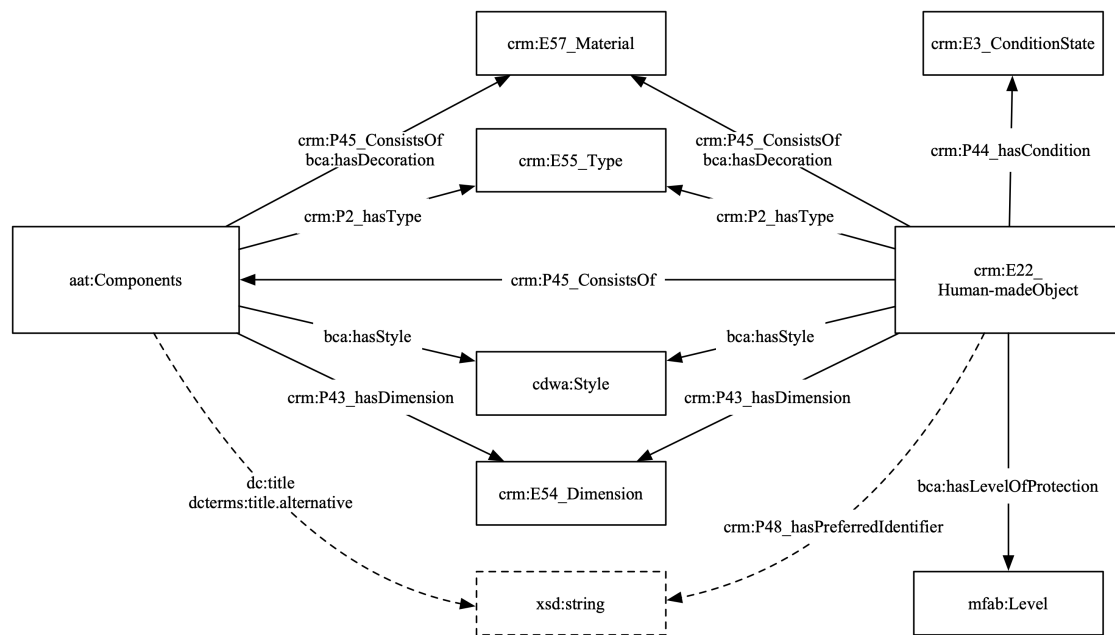 crm:E57_Material
crm:E3_ConditionState
crm:P45_ConsistsOf
bca:hasDecoration
crm:P45_ConsistsOf
bca:hasDecoration
crm:P44_hasCondition
crm:E55_Type
crm:P2_hasType
crm:P2_hasType
aat:Components
crm:P45_ConsistsOf
crm:E22_
Human-madeObject
bca:hasStyle
bca:hasStyle
cdwa:Style
crm:P43_hasDimension
crm:P43_hasDimension
dc:title
dcterms:title.alternative
crm:E54_Dimension
bca:hasLevelOfProtection
crm:P48_hasPreferredIdentifier
xsd:string
mfab:Level